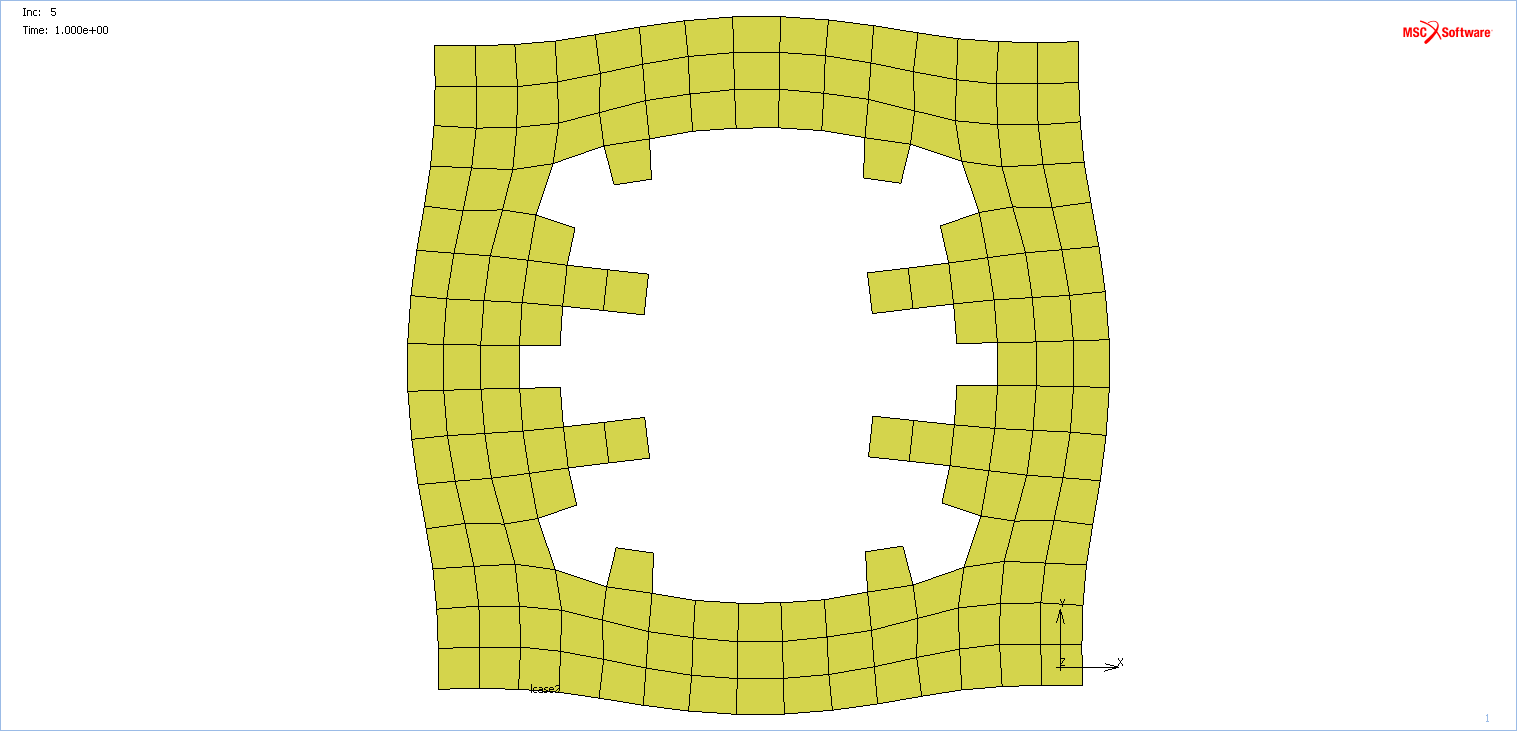 Inc: 5
Time: 1.000e+00
MSC Software
Y
Z
X
lcase2
1